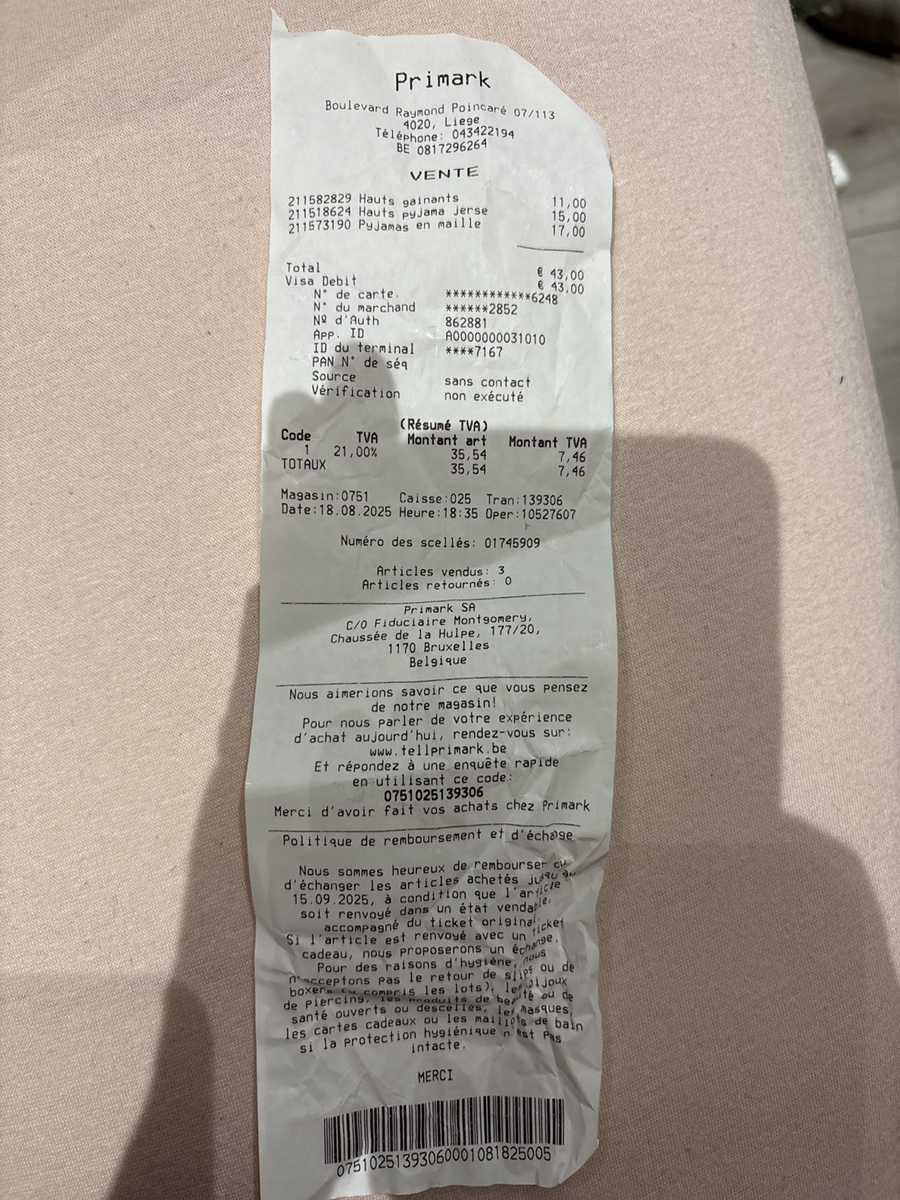 Primark
Boulevard Raymond Poincaré 07/113
4020, Liege
Téléphone: 043422194
BE 0817296264
VENTE
211582829 Hauts gainants 11,00
211518624 Hauts pyjama jerse 15,00
211573190 Pyjamas en maille 17,00
Total € 43,00
Visa Debit € 43,00
N° de carte. ************6248
N° du marchand ******2852
Nº d'Auth 862881
App. ID A0000000031010
ID du terminal ****7167
PAN N° de séq
Source sans contact
Vérification non exécuté
(Résumé TVA)
Code TVA Montant art Montant TVA
1 21,00% 35,54 7,46
TOTAUX 35,54 7,46
Magasin:0751 Caisse:025 Tran:139306
Date:18.08.2025 Heure:18:35 Oper:10527607
Numéro des scellés: 01745909
Articles vendus: 3
Articles retournés: 0
Primark SA
C/O Fiduciaire Montgomery,
Chaussée de la Hulpe, 177/20,
1170 Bruxelles
Belgique
Nous aimerions savoir ce que vous pensez
de notre magasin!
Pour nous parler de votre expérience
d'achat aujourd'hui, rendez-vous sur:
www.tellprimark.be
Et répondez à une enquête rapide
en utilisant ce code:
0751025139306
Merci d'avoir fait vos achats chez Primark
Politique de remboursement et d'échange
Nous sommes heureux de rembourser ou
d'échanger les articles achetés jusqu'au
15.09.2025, à condition que l'article
soit renvoyé dans un état vendable,
accompagné du ticket original
Si l'article est renvoyé avec un ticket
cadeau, nous proposerons un échange.
Pour des raisons d'hygiène, nous
n'acceptons pas le retour de slips ou de
boxers (y compris les lots), les bijoux
de piercing, les produits de beauté ou de
santé ouverts ou descellés, les masques,
les cartes cadeaux ou les maillots de bain
si la protection hygiénique n'est pas
intacte.
MERCI
07510251393060001081825005